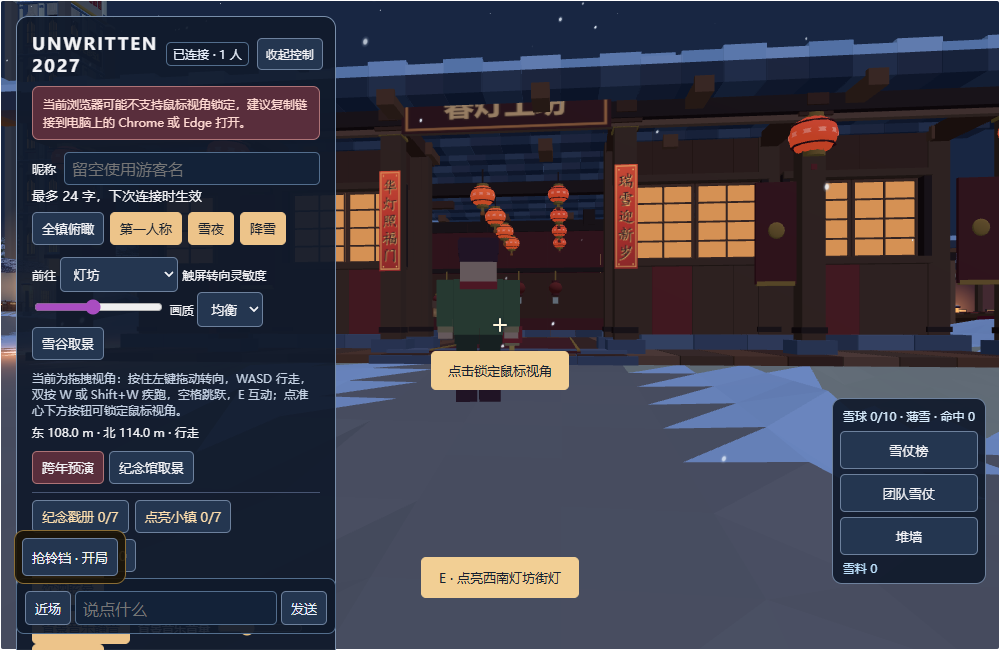 UNWRITTEN
2027
已连接 · 1 人
收起控制
当前浏览器可能不支持鼠标视角锁定，建议复制链
接到电脑上的 Chrome 或 Edge 打开。
昵称
留空使用游客名
最多 24 字，下次连接时生效
全镇俯瞰
第一人称
雪夜
降雪
前往
灯坊
触屏转向灵敏度
画质
均衡
雪谷取景
当前为拖拽视角：按住左键拖动转向，WASD 行走，
双按 W 或 Shift+W 疾跑，空格跳跃，E 互动；点准
心下方按钮可锁定鼠标视角。
东 108.0 m · 北 114.0 m · 行走
跨年预演
纪念馆取景
纪念戳册 0/7
点亮小镇 0/7
抢铃铛 · 开局
近场
说点什么
发送
瑞雪迎新岁
点击锁定鼠标视角
E · 点亮西南灯坊街灯
雪球 0/10 · 薄雪 · 命中 0
雪仗榜
团队雪仗
堆墙
雪料 0